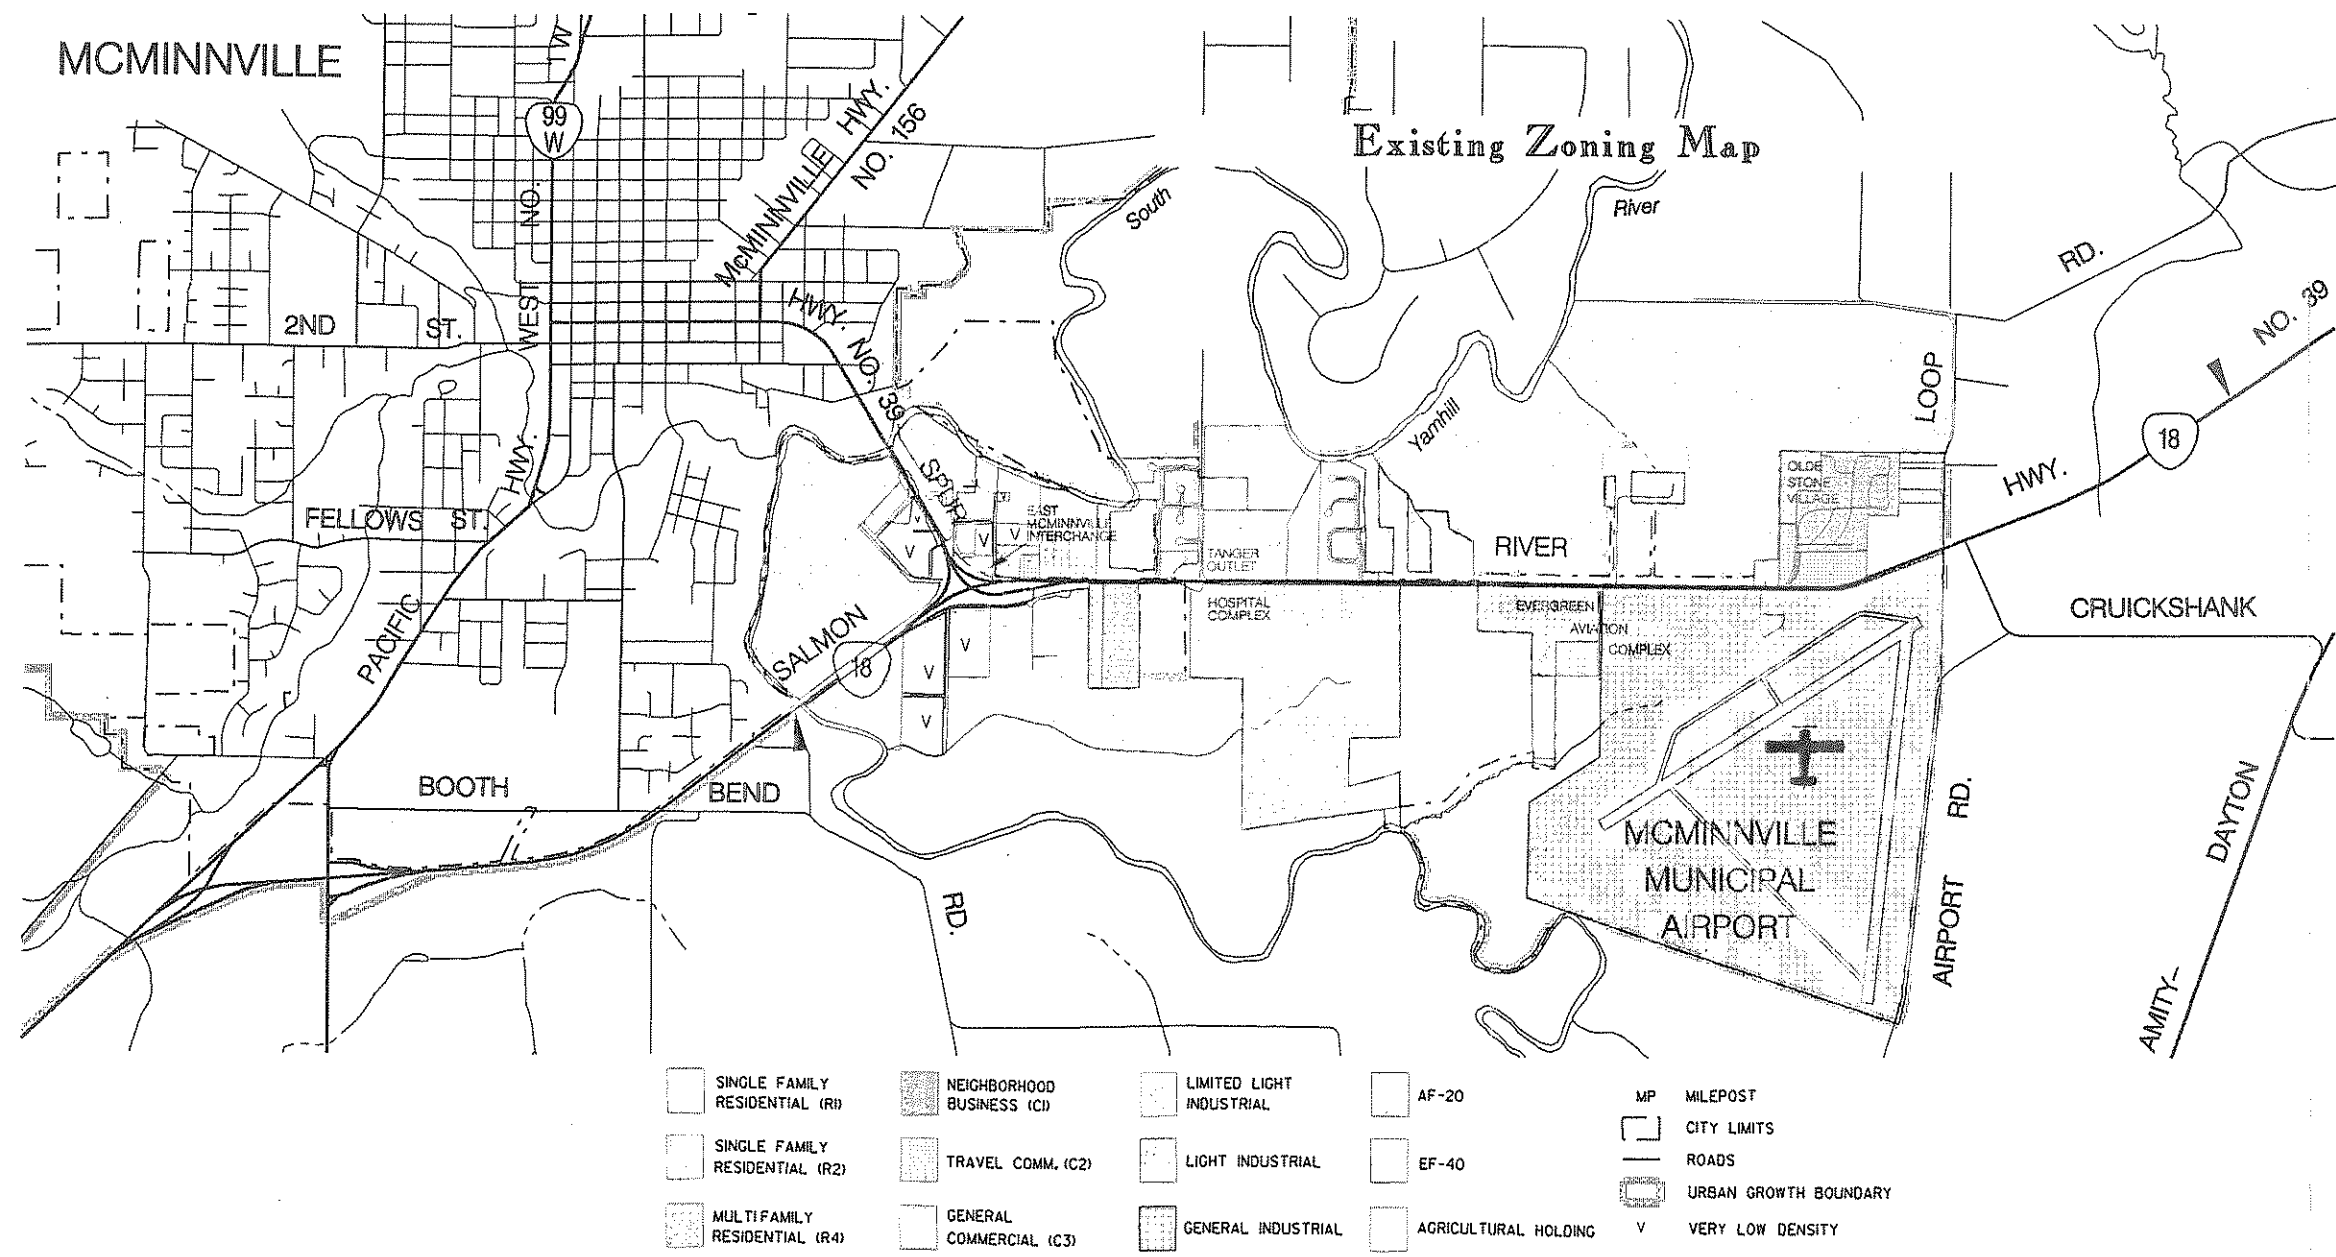 MCMINNVILLE
HWY.
99
W
NO.
WEST
McMINNVILLE HWY.
NO. 156
Existing Zoning Map
South
River
RD.
NO. 39
HWY. NO. 39
SPUR
2ND ST.
LOOP
Yamhill
18
HWY.
OLDE
STONE
VILLAGE
HWY.
FELLOWS ST.
V
V
V
V
EAST
MCMINNVILLE
INTERCHANGE
TANGER
OUTLET
RIVER
PACIFIC
SALMON
18
HOSPITAL
COMPLEX
EVERGREEN
AVIATION
COMPLEX
CRUICKSHANK
V
V
V
BOOTH BEND
RD.
MCMINNVILLE
MUNICIPAL
AIRPORT
AIRPORT RD.
AMITY-
DAYTON
SINGLE FAMILY
RESIDENTIAL (R1)
SINGLE FAMILY
RESIDENTIAL (R2)
MULTIFAMILY
RESIDENTIAL (R4)
NEIGHBORHOOD
BUSINESS (C1)
TRAVEL COMM. (C2)
GENERAL
COMMERCIAL (C3)
LIMITED LIGHT
INDUSTRIAL
LIGHT INDUSTRIAL
GENERAL INDUSTRIAL
AF-20
EF-40
AGRICULTURAL HOLDING
MP MILEPOST
CITY LIMITS
ROADS
URBAN GROWTH BOUNDARY
V VERY LOW DENSITY